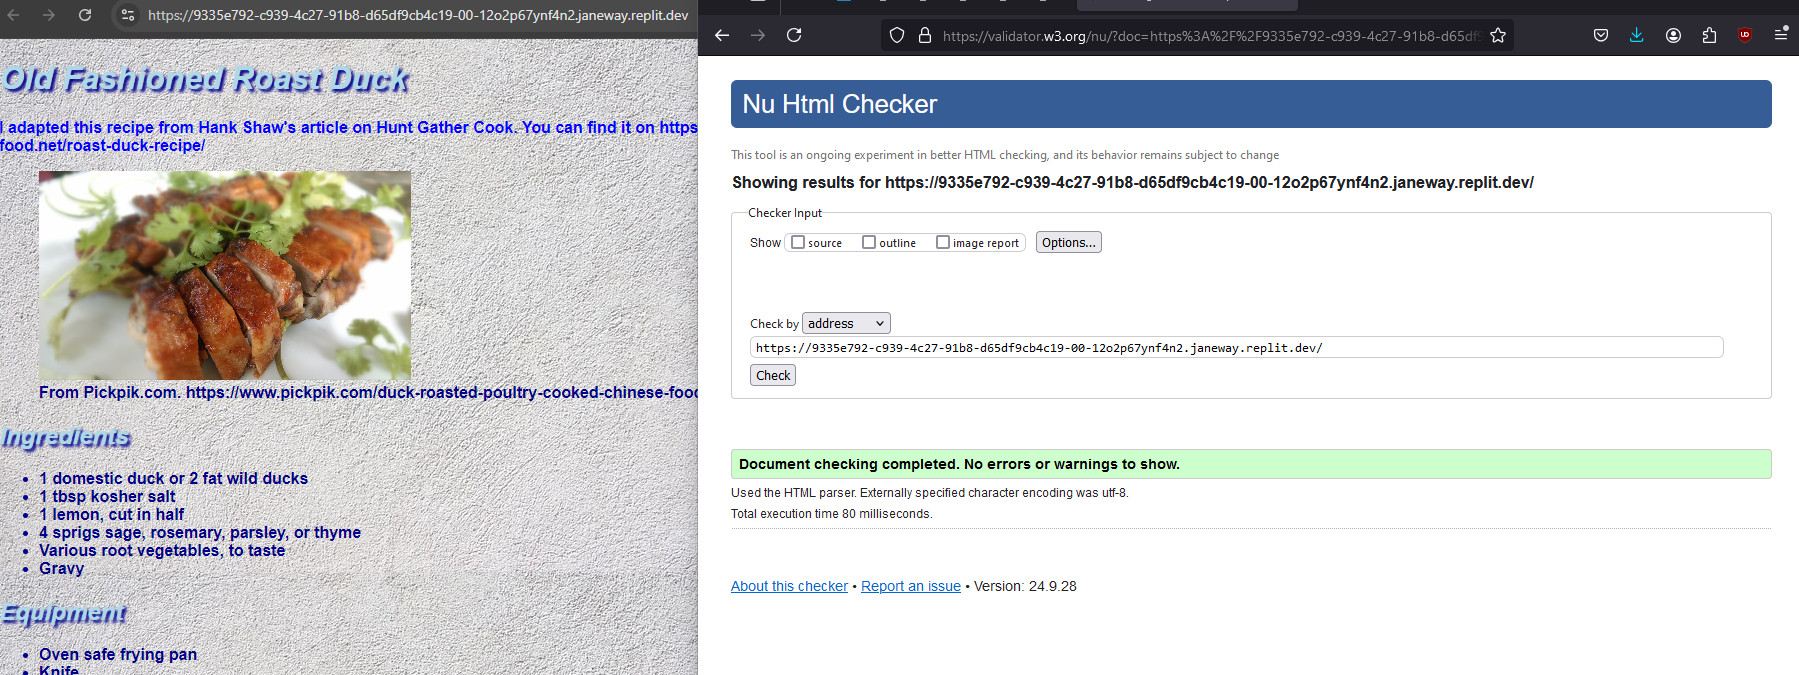 https://9335e792-c939-4c27-91b8-d65df9cb4c19-00-12o2p67ynf4n2.janeway.replit.dev
Old Fashioned Roast Duck
I adapted this recipe from Hank Shaw's article on Hunt Gather Cook. You can find it on https
food.net/roast-duck-recipe/
From Pickpik.com. https://www.pickpik.com/duck-roasted-poultry-cooked-chinese-food
Ingredients
1 domestic duck or 2 fat wild ducks
1 tbsp kosher salt
1 lemon, cut in half
4 sprigs sage, rosemary, parsley, or thyme
Various root vegetables, to taste
Gravy
Equipment
Oven safe frying pan
Knife
https://validator.w3.org/nu/?doc=https%3A%2F%2F9335e792-c939-4c27-91b8-d65df9
Nu Html Checker
This tool is an ongoing experiment in better HTML checking, and its behavior remains subject to change
Showing results for https://9335e792-c939-4c27-91b8-d65df9cb4c19-00-12o2p67ynf4n2.janeway.replit.dev/
Checker Input
Show source outline image report Options...
Check by address
https://9335e792-c939-4c27-91b8-d65df9cb4c19-00-12o2p67ynf4n2.janeway.replit.dev/
Check
Document checking completed. No errors or warnings to show.
Used the HTML parser. Externally specified character encoding was utf-8.
Total execution time 80 milliseconds.
About this checker • Report an issue • Version: 24.9.28